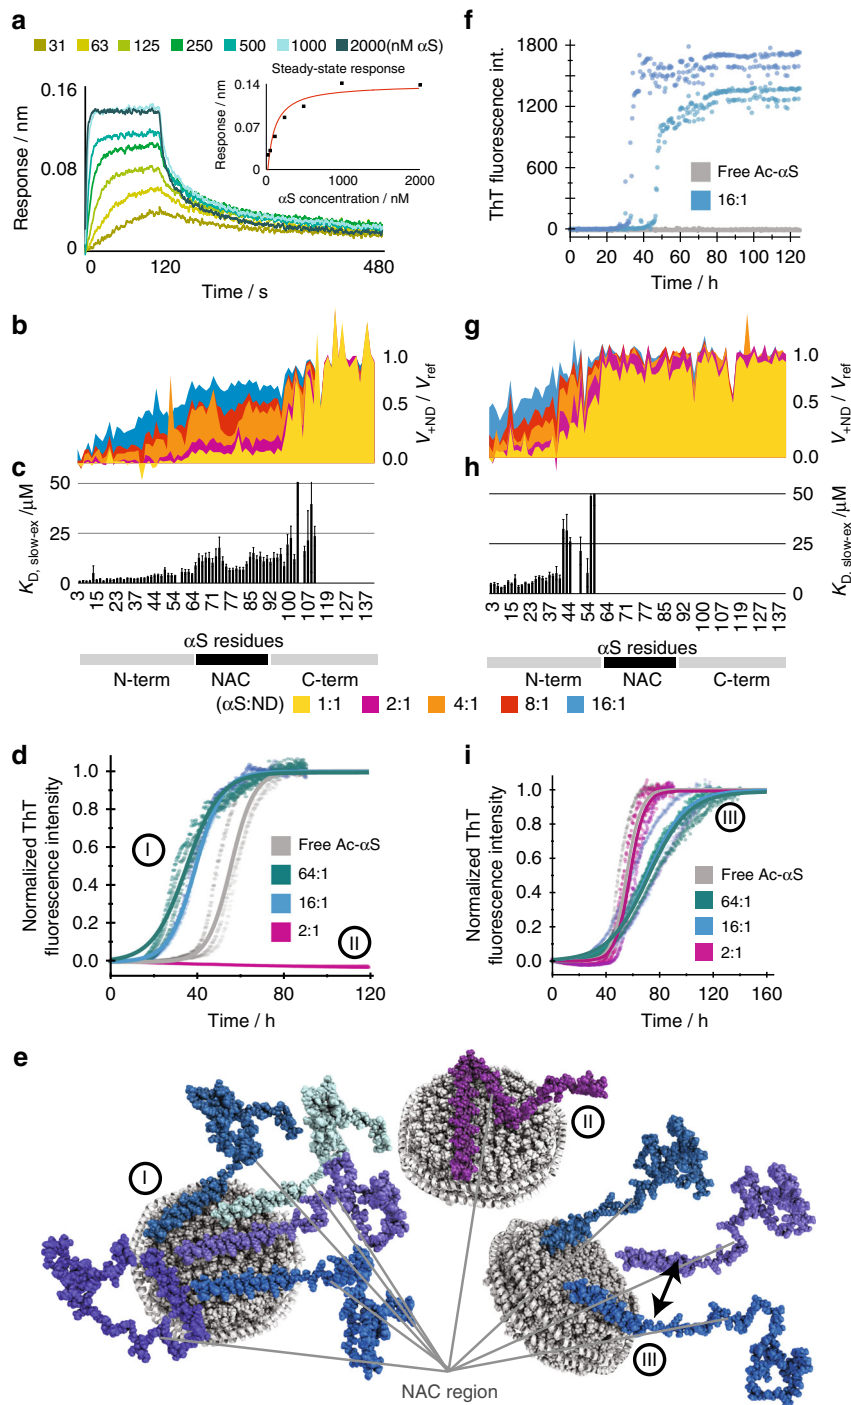 a
31 63 125 250 500 1000 2000(nM αS)
0.16
0.08
0
Response / nm
0 120 480
Time / s
Steady-state response
0.14
0.07
0
Response / nm
0 1000 2000
αS concentration / nM
f
1800
1200
600
0
ThT fluorescence int.
Free Ac-αS
16:1
0 20 40 60 80 100 120
Time / h
b
1.0
0.5
0.0
V+ND / Vref
g
1.0
0.5
0.0
V+ND / Vref
c
50
25
0
KD, slow-ex /μM
3 15 23 37 44 54 64 71 77 85 92 100 107 119 127 137
αS residues
N-term NAC C-term
h
50
25
0
KD, slow-ex /μM
3 15 23 37 44 54 64 71 77 85 92 100 107 119 127 137
αS residues
N-term NAC C-term
(αS:ND) 1:1 2:1 4:1 8:1 16:1
d
1.0
0.8
0.6
0.4
0.2
0.0
Normalized ThT
fluorescence intensity
I
Free Ac-αS
64:1
16:1
2:1
II
0 40 80 120
Time / h
i
1.0
0.8
0.6
0.4
0.2
0.0
Normalized ThT
fluorescence intensity
III
Free Ac-αS
64:1
16:1
2:1
0 40 80 120 160
Time / h
e
I
II
III
NAC region